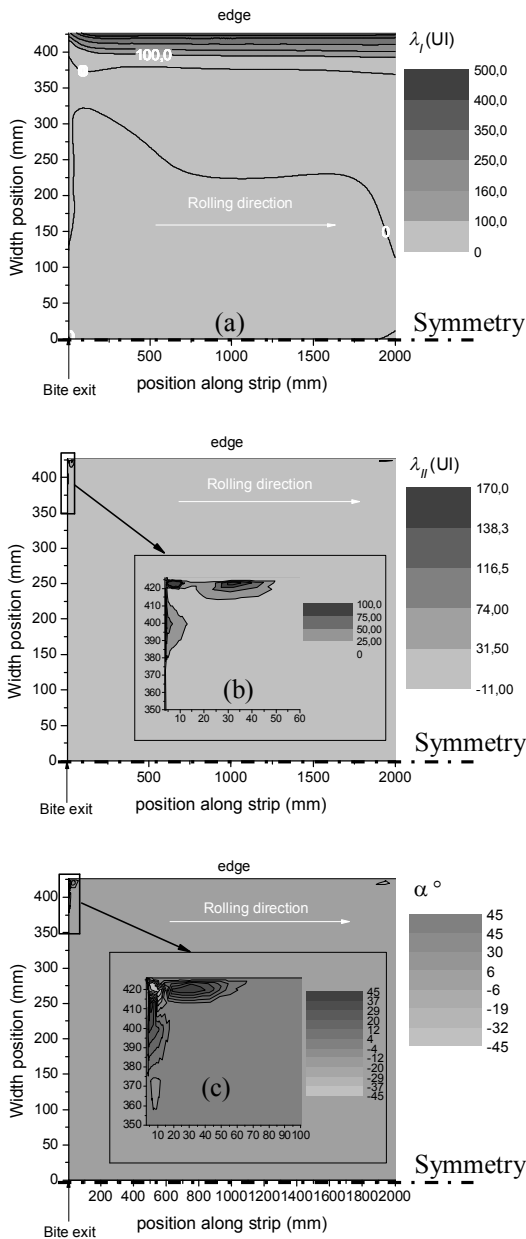 edge
λI (UI)
400
350
300
250
200
150
100
50
0
Width position (mm)
100,0
0
0
Rolling direction
(a)
500,0
400,0
350,0
250,0
160,0
100,0
0
Symmetry
500 1000 1500 2000
Bite exit
position along strip (mm)
edge
λII (UI)
400
350
300
250
200
150
100
50
0
Width position (mm)
Rolling direction
420
410
400
390
380
370
360
350
10 20 30 40 50 60
100,0
75,00
50,00
25,00
0
(b)
170,0
138,3
116,5
74,00
31,50
-11,00
Symmetry
500 1000 1500 2000
Bite exit
position along strip (mm)
edge
α °
400
350
300
250
200
150
100
50
0
Width position (mm)
Rolling direction
420
410
400
390
380
370
360
350
10 20 30 40 50 60 70 80 90 100
45
37
29
20
12
4
-4
-12
-20
-29
-37
-45
(c)
45
45
30
6
-6
-19
-32
-45
Symmetry
200 400 600 800 1000 1200 1400 1600 1800 2000
Bite exit
position along strip (mm)